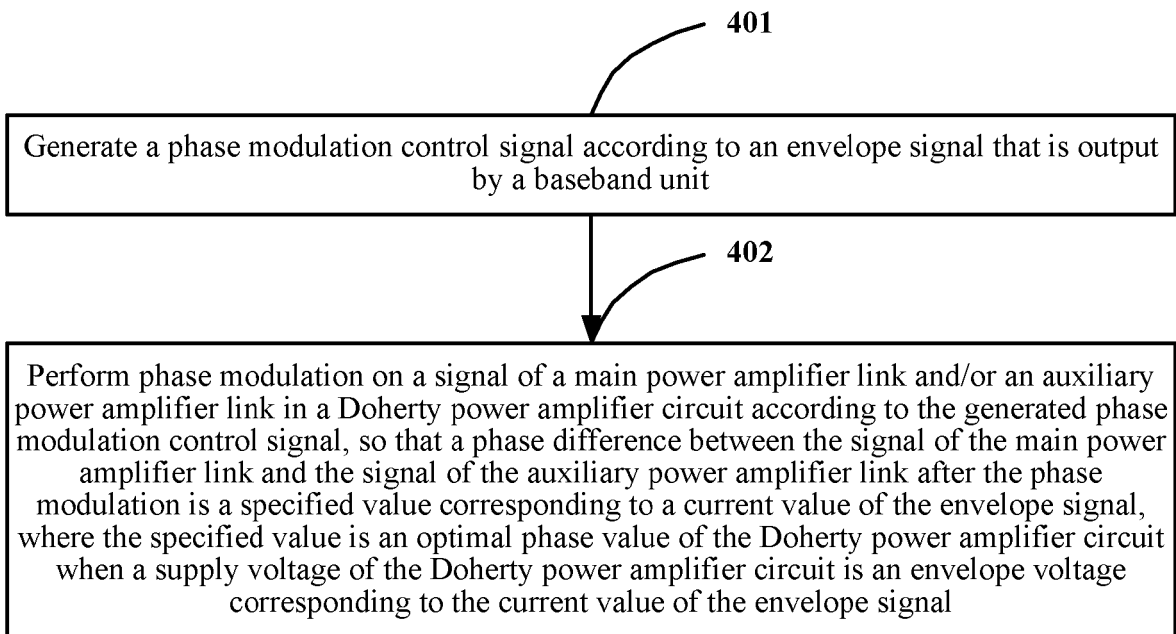 401
Generate a phase modulation control signal according to an envelope signal that is output
by a baseband unit
402
Perform phase modulation on a signal of a main power amplifier link and/or an auxiliary
power amplifier link in a Doherty power amplifier circuit according to the generated phase
modulation control signal, so that a phase difference between the signal of the main power
amplifier link and the signal of the auxiliary power amplifier link after the phase
modulation is a specified value corresponding to a current value of the envelope signal,
where the specified value is an optimal phase value of the Doherty power amplifier circuit
when a supply voltage of the Doherty power amplifier circuit is an envelope voltage
corresponding to the current value of the envelope signal